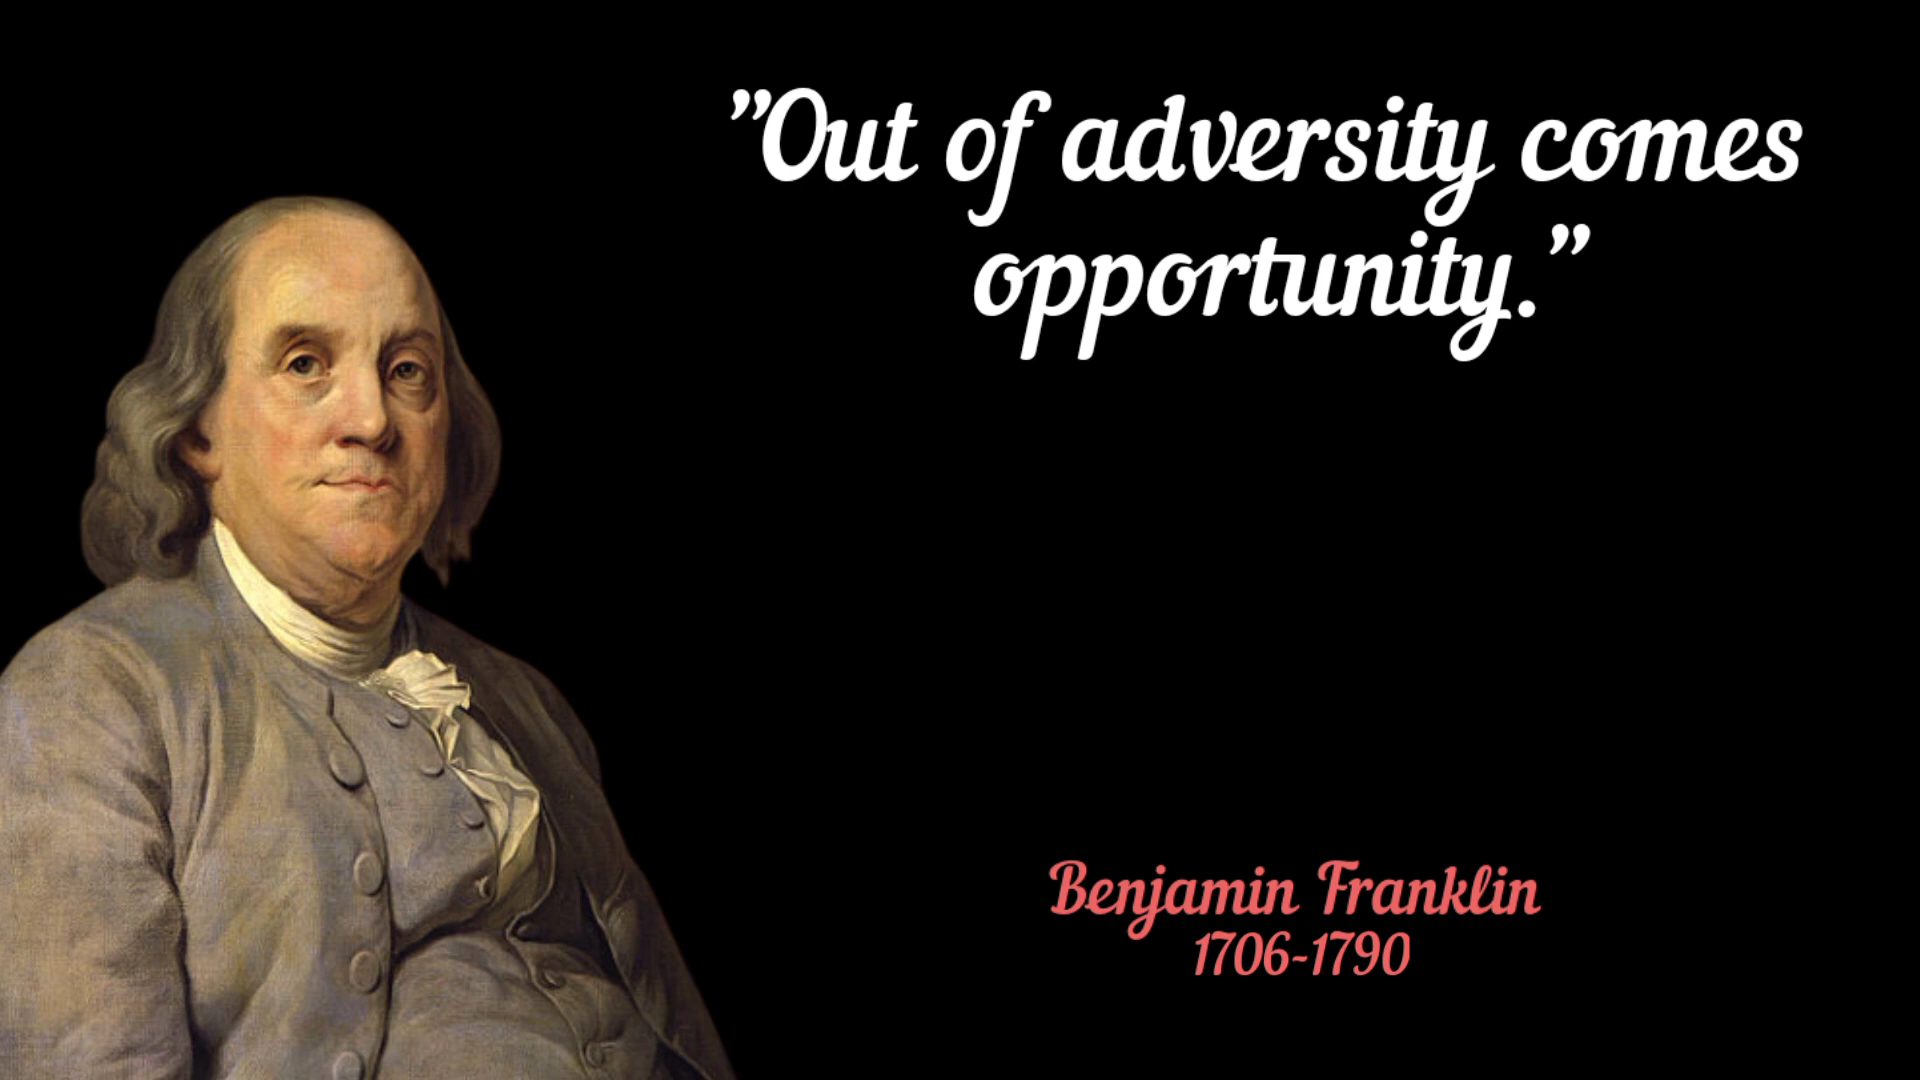 ”Out of adversity comes
opportunity.”
Benjamin Franklin
1706-1790